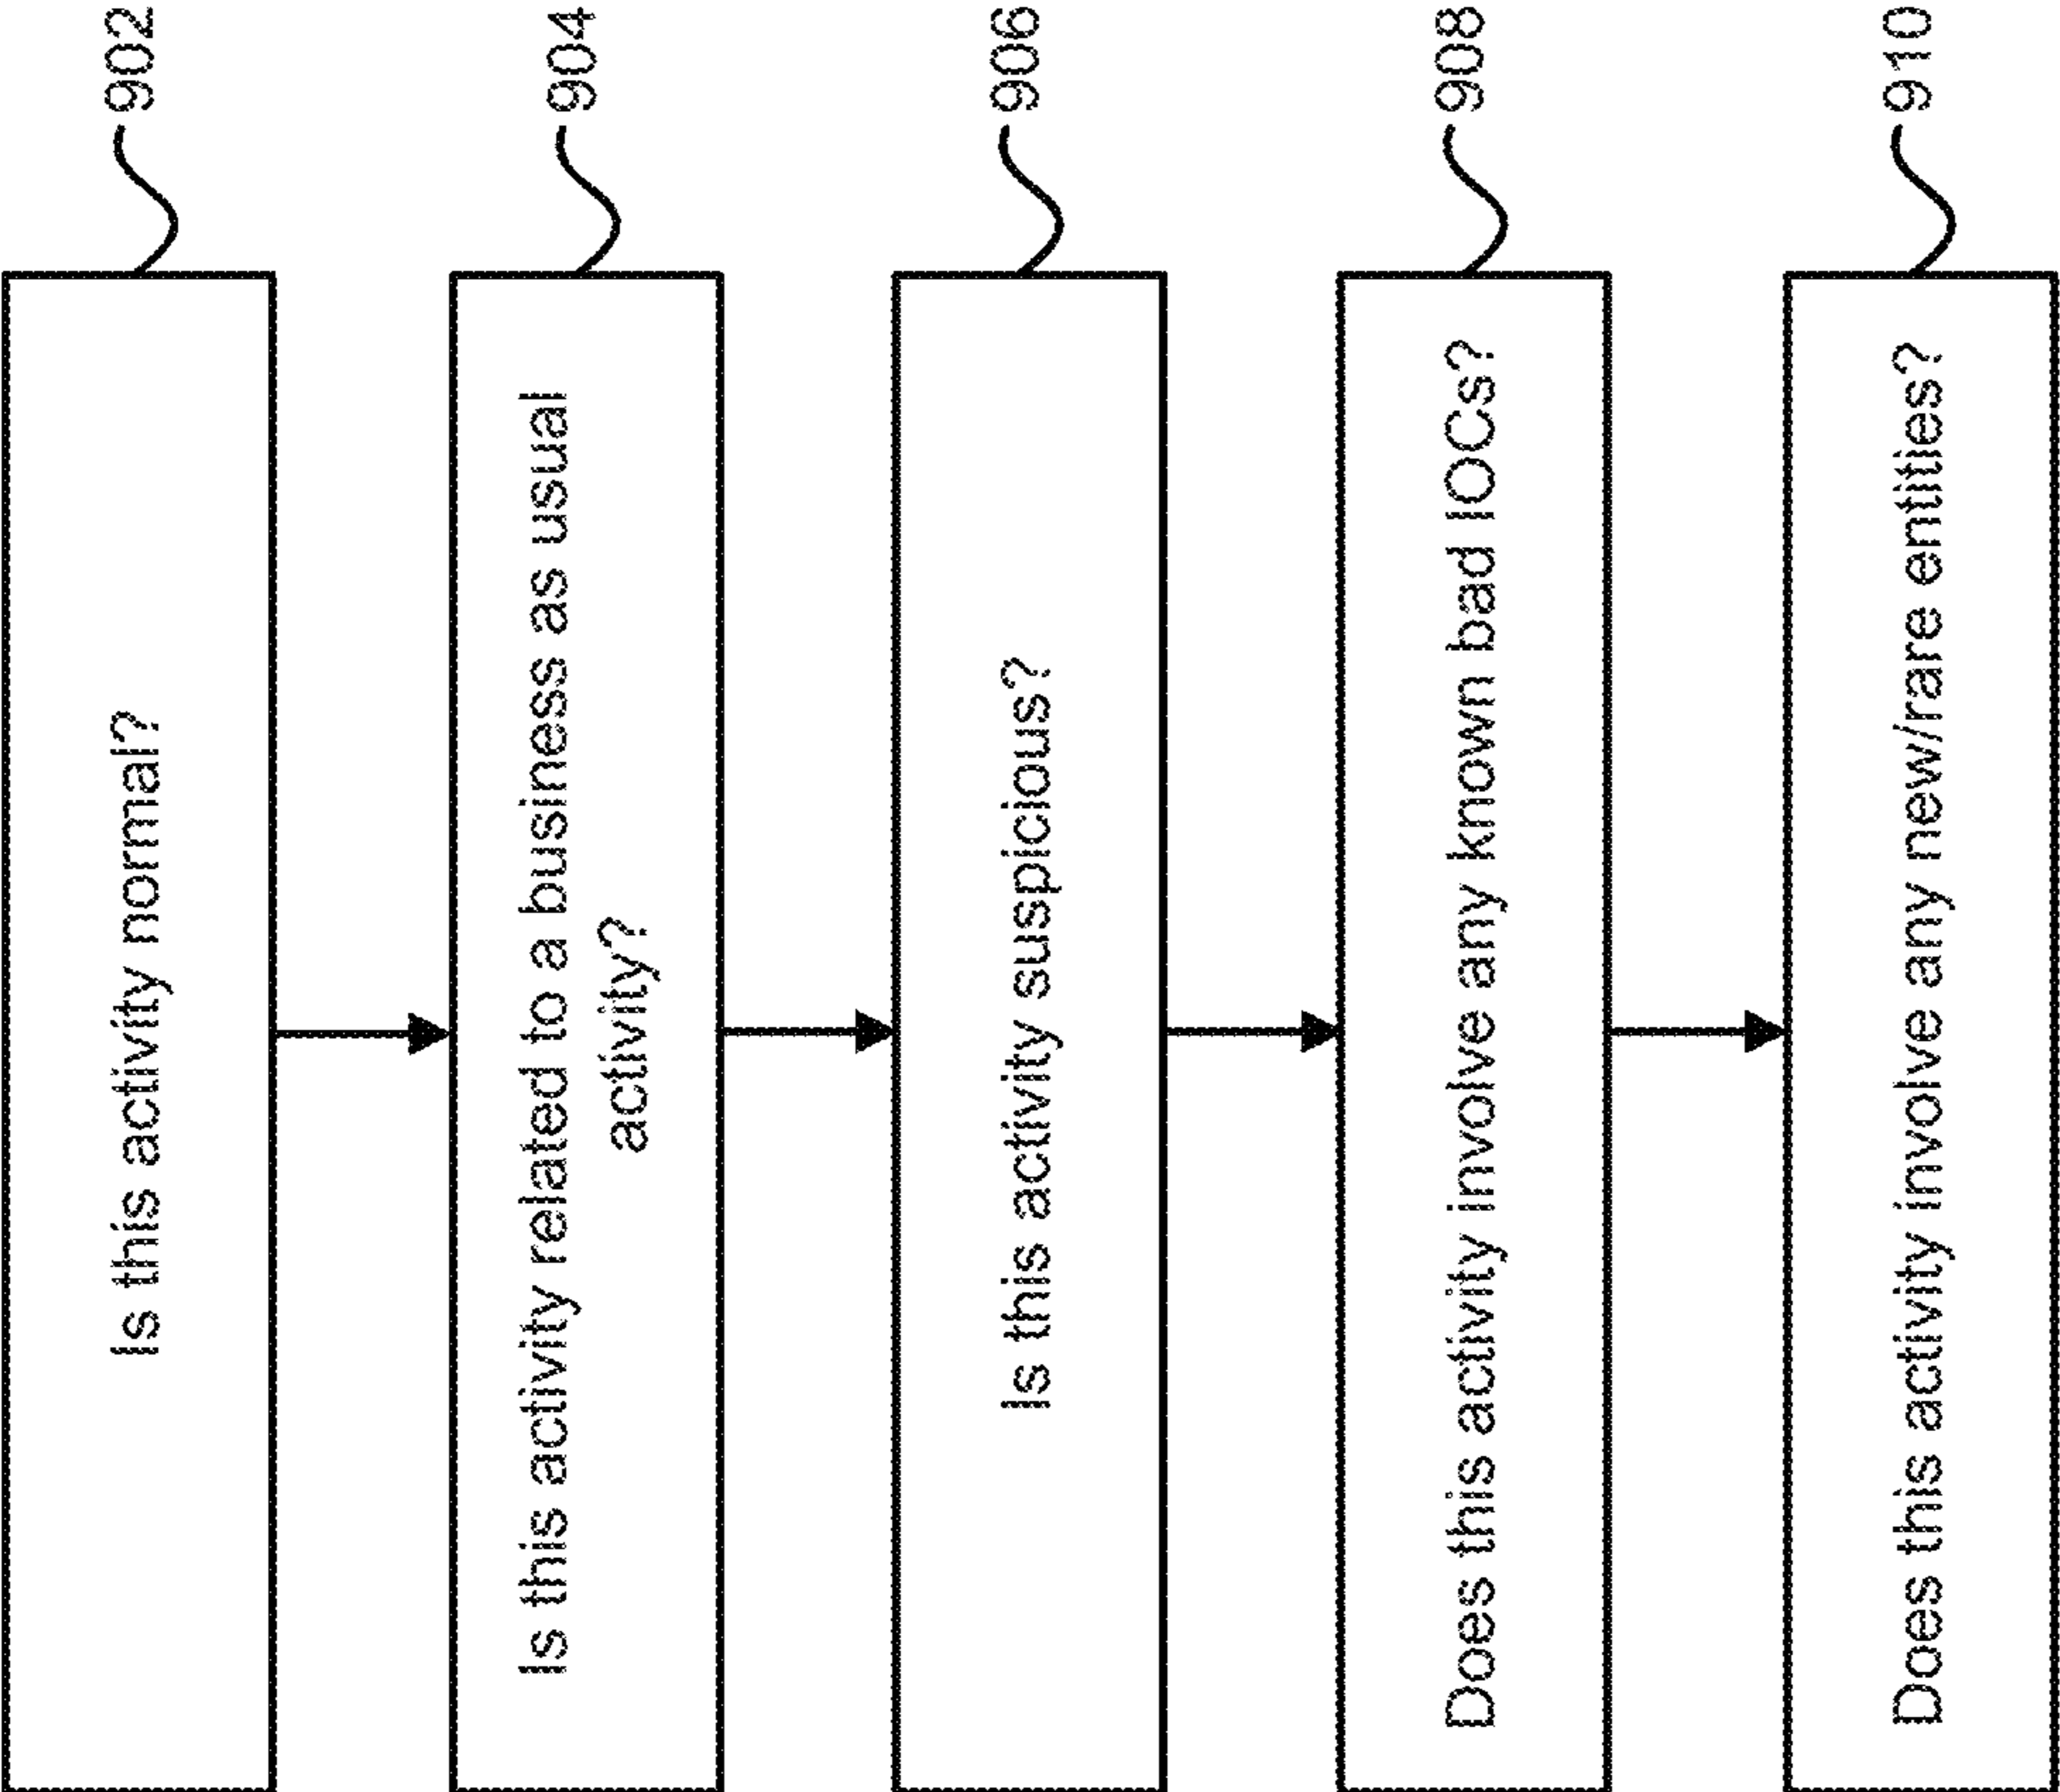 Is this activity normal?
902
Is this activity related to a business as usual
activity?
904
Is this activity suspicious?
906
Does this activity involve any known bad IOCs?
908
Does this activity involve any new/rare entities?
910